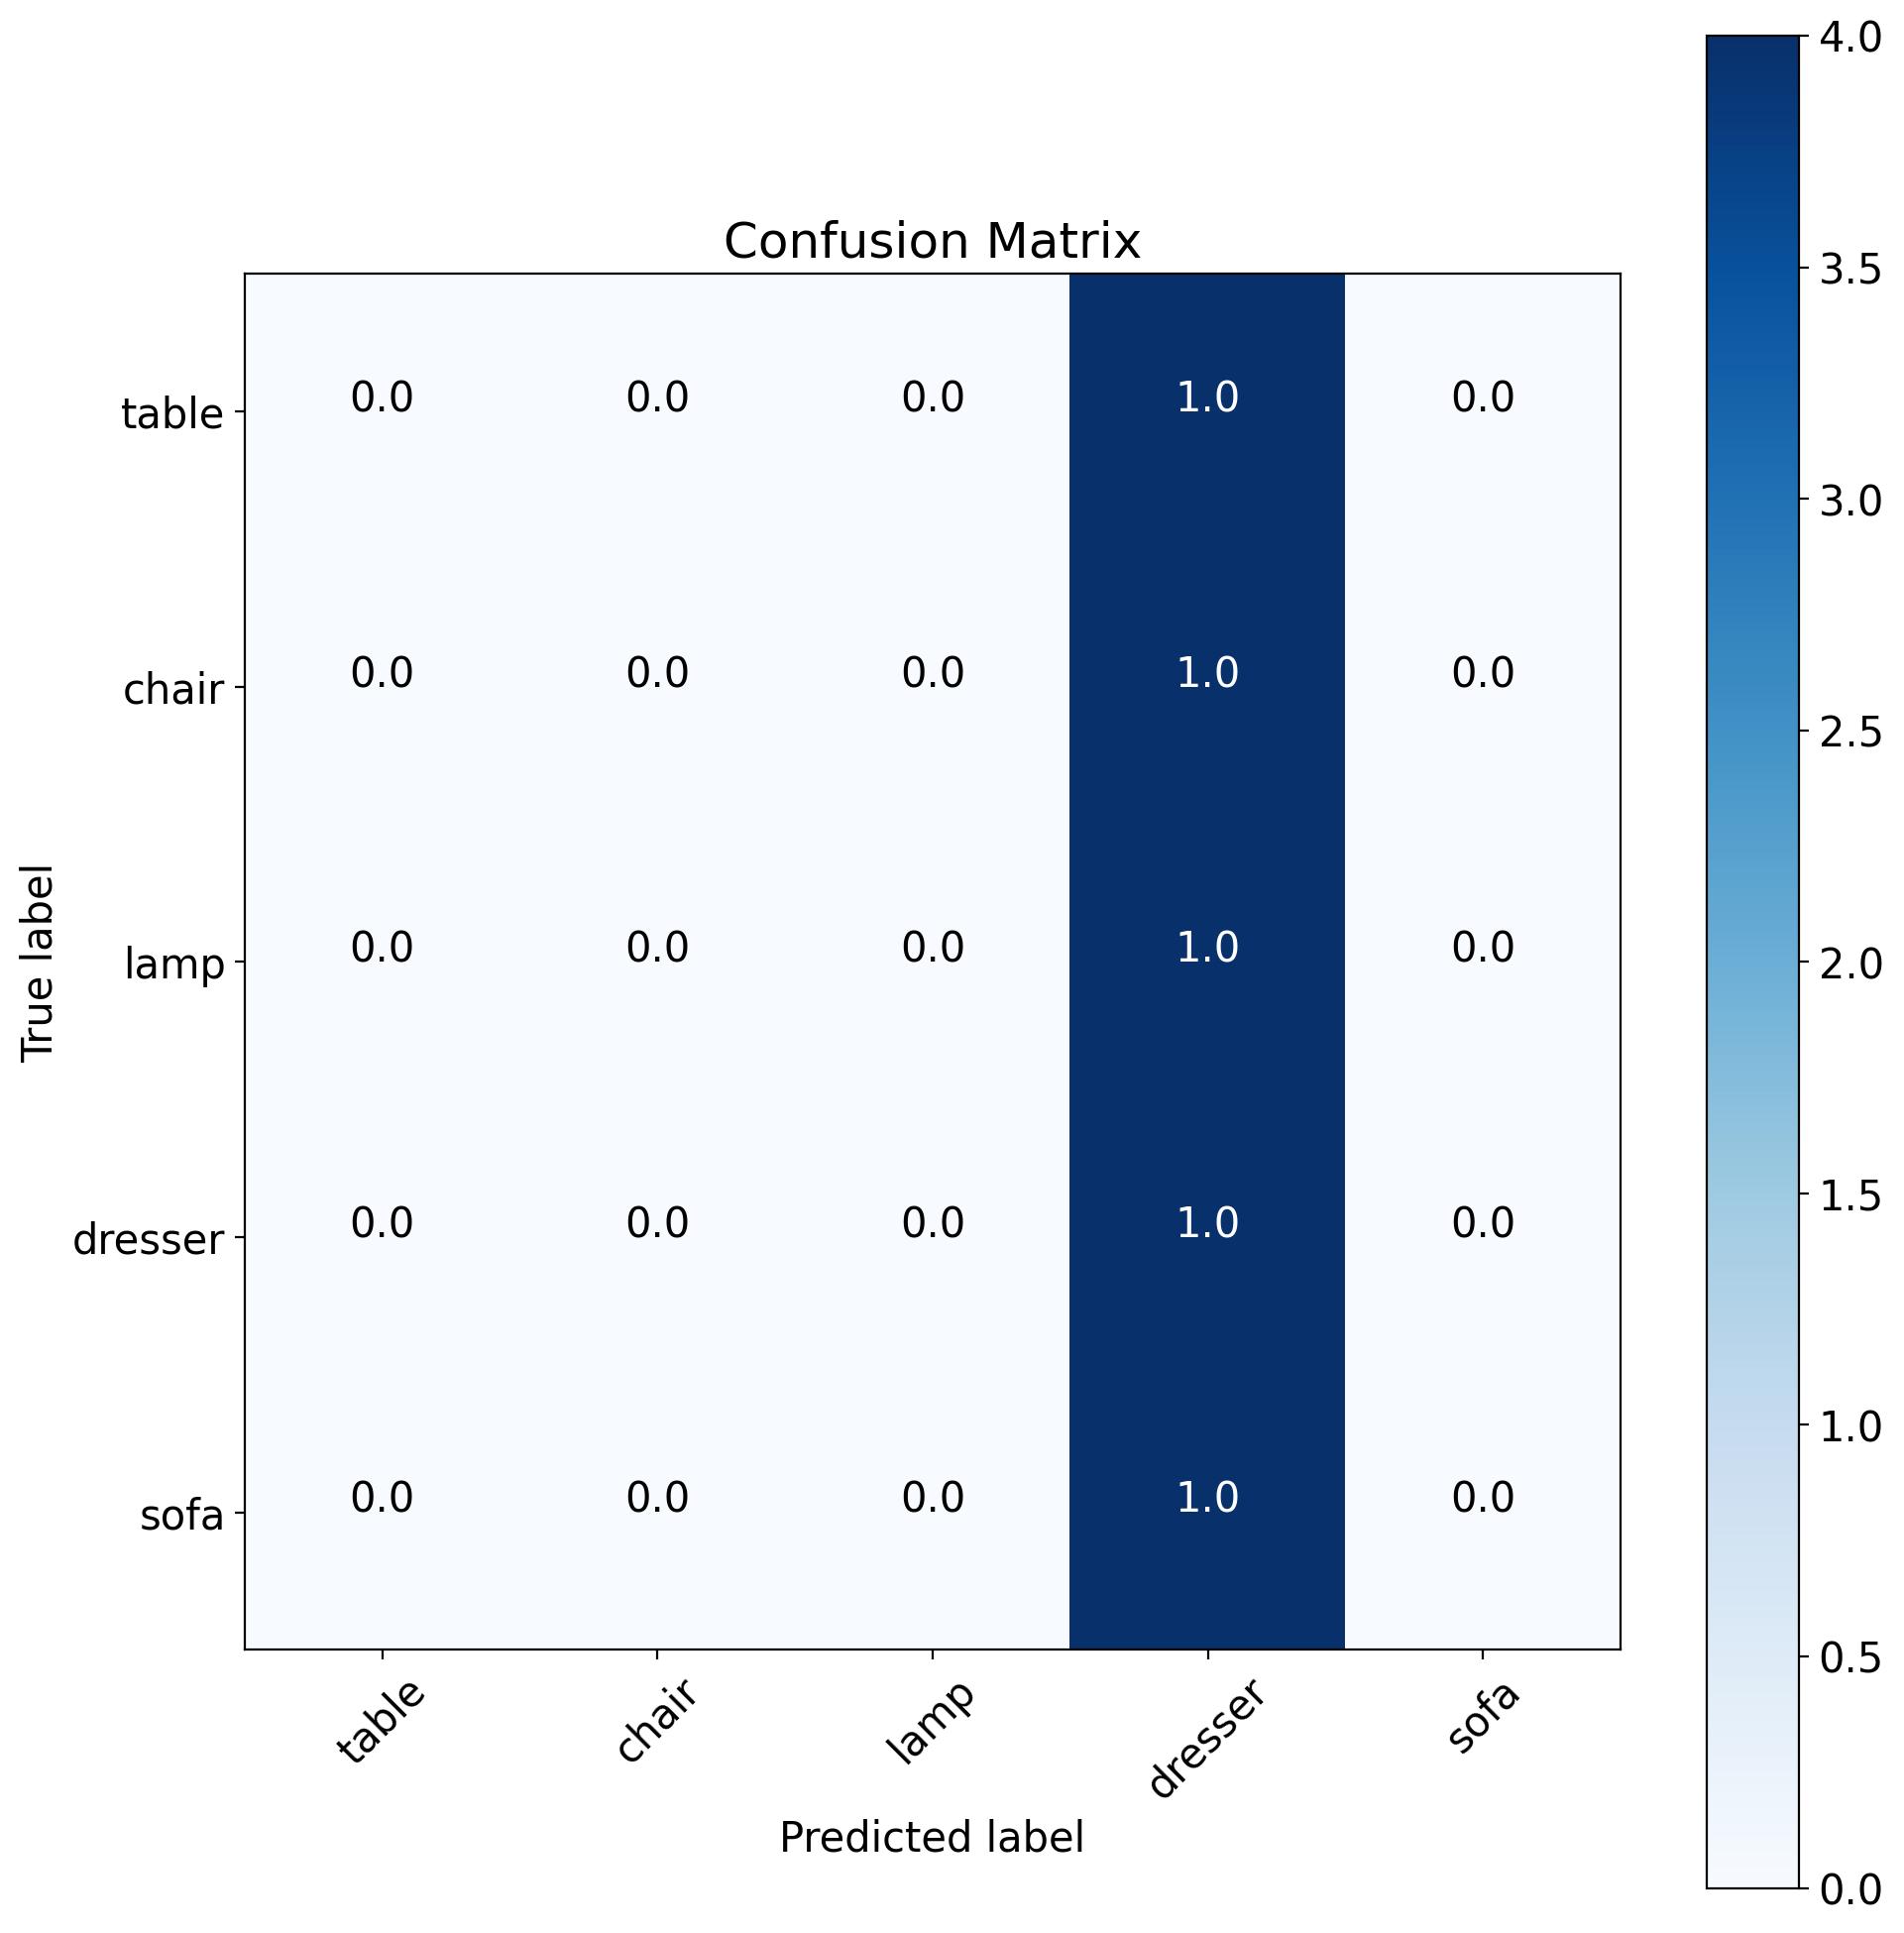 Confusion Matrix
True label
table 0.0 0.0 0.0 1.0 0.0
chair 0.0 0.0 0.0 1.0 0.0
lamp 0.0 0.0 0.0 1.0 0.0
dresser 0.0 0.0 0.0 1.0 0.0
sofa 0.0 0.0 0.0 1.0 0.0
table chair lamp dresser sofa
Predicted label
4.0
3.5
3.0
2.5
2.0
1.5
1.0
0.5
0.0